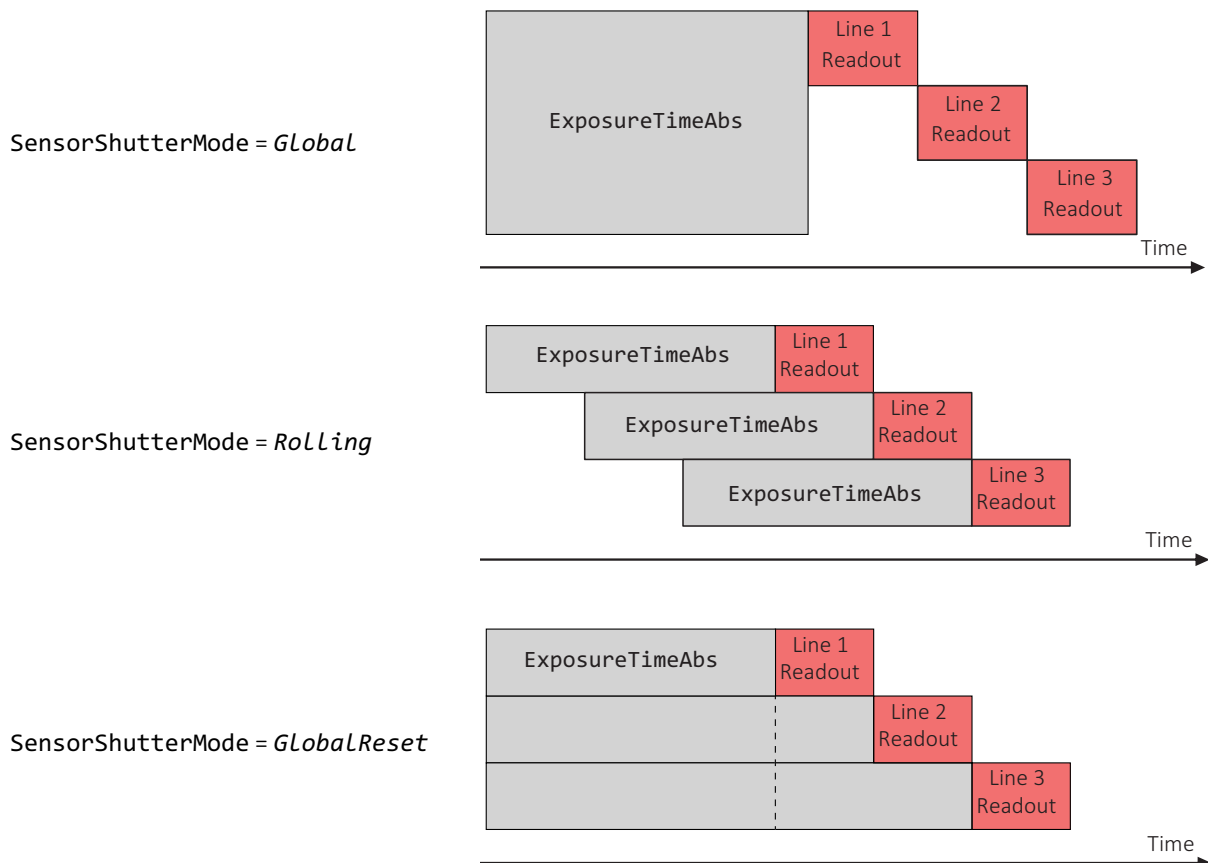 Line 1
Readout
Line 2
Readout
Line 3
Readout
ExposureTimeAbs
SensorShutterMode = Global
Time
Line 1
Readout
ExposureTimeAbs
Line 2
Readout
ExposureTimeAbs
SensorShutterMode = Rolling
Line 3
Readout
ExposureTimeAbs
Time
Line 1
Readout
ExposureTimeAbs
Line 2
Readout
SensorShutterMode = GlobalReset
Line 3
Readout
Time